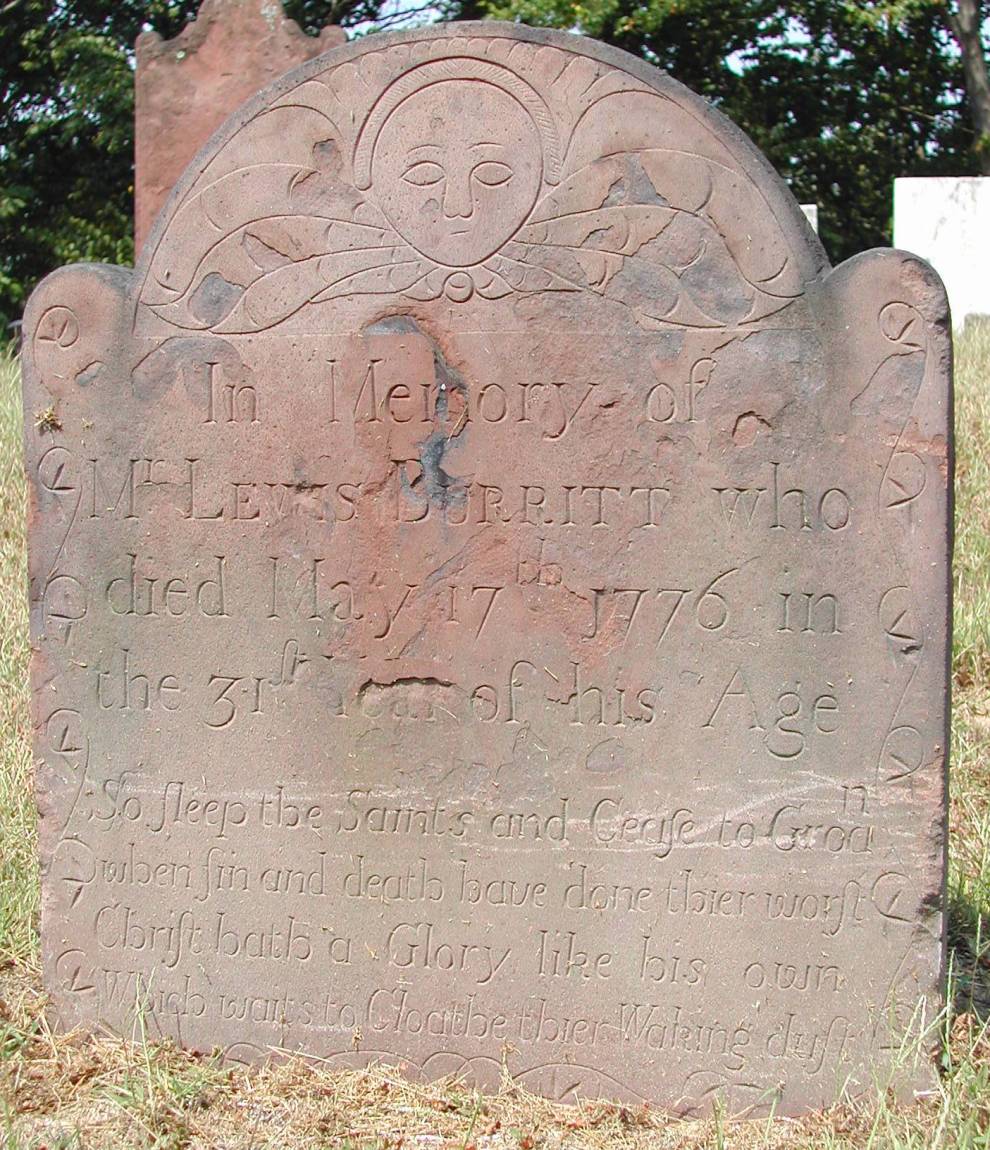 In Memory of
Mr. LEWIS BURRITT who
died May 17th 1776 in
the 31ſt Year of his Age
So ſleep the Saints and Ceaſe to Groan
when ſin and death have done thier worſt
Chriſt hath a Glory like his own
Which waits to Cloathe thier Waking duſt